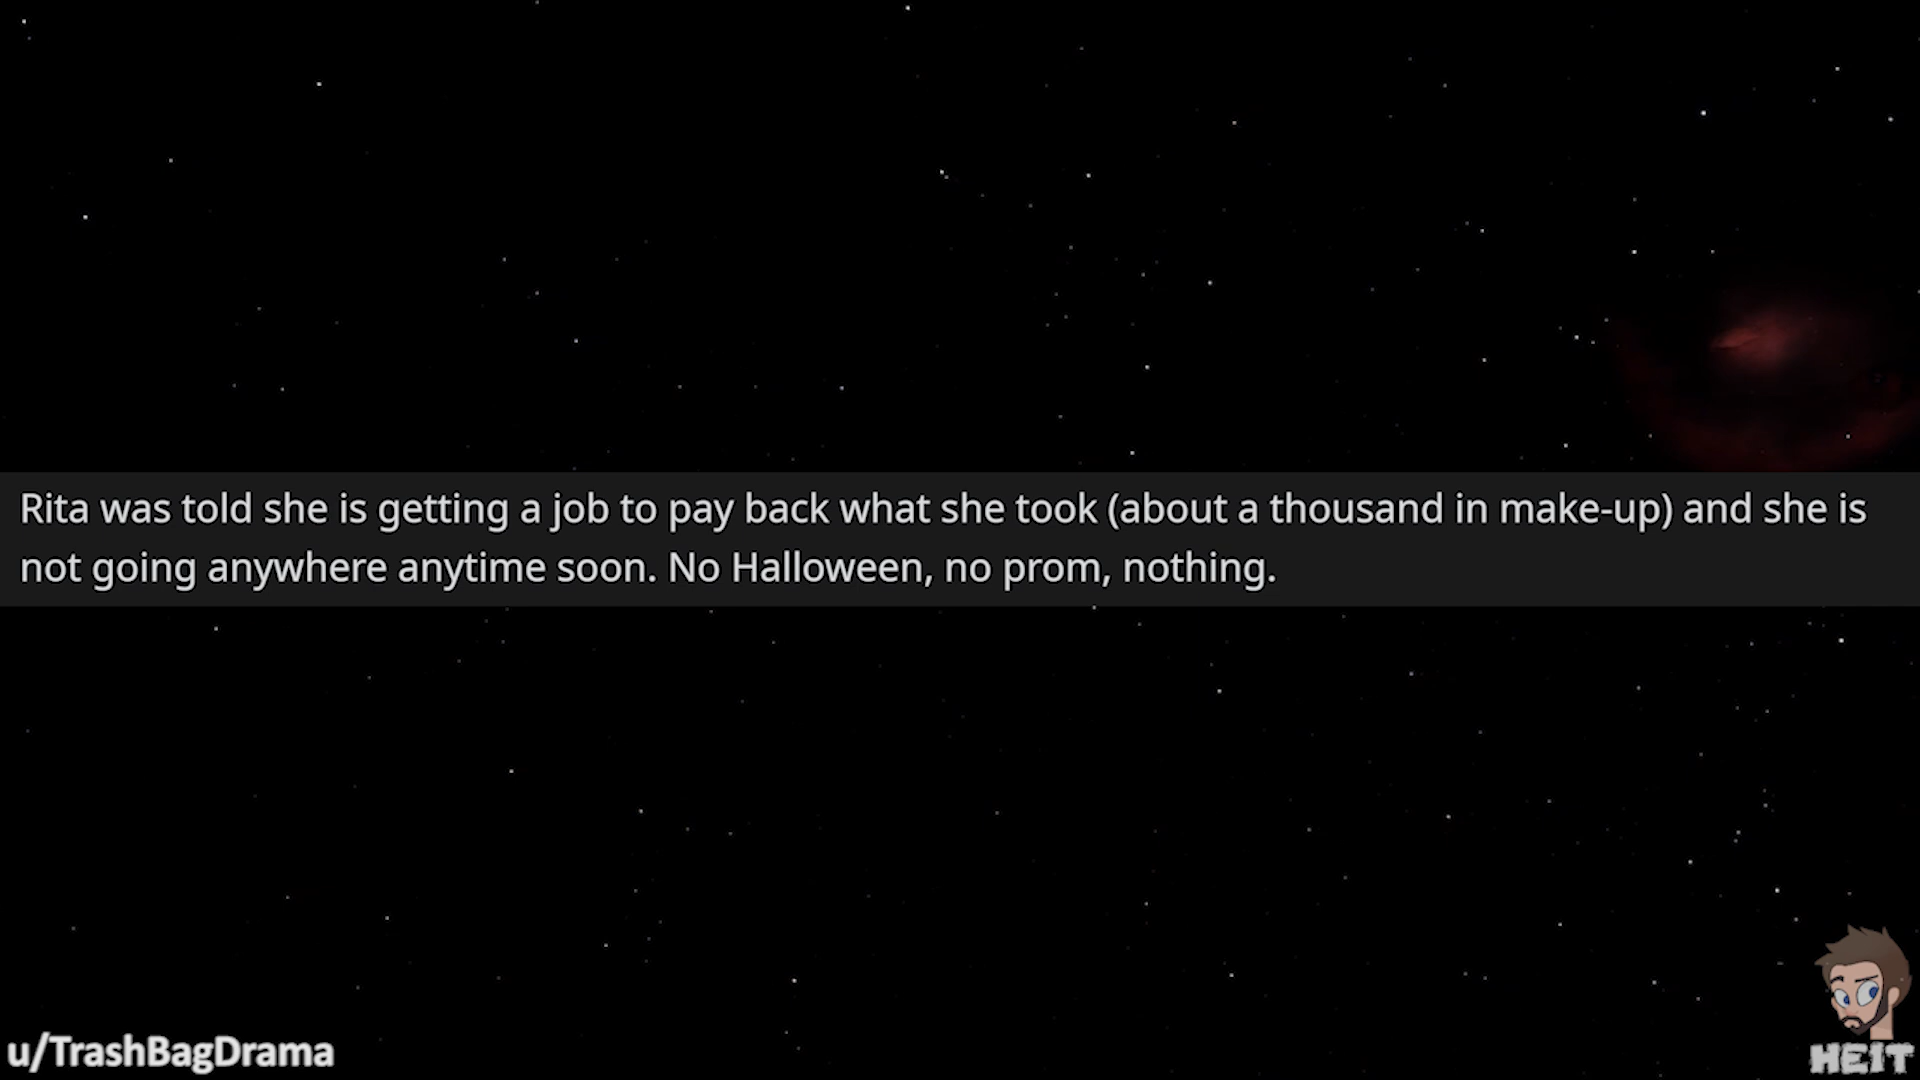 Rita was told she is getting a job to pay back what she took (about a thousand in make-up) and she is
not going anywhere anytime soon. No Halloween, no prom, nothing.
u/TrashBagDrama
HEIT